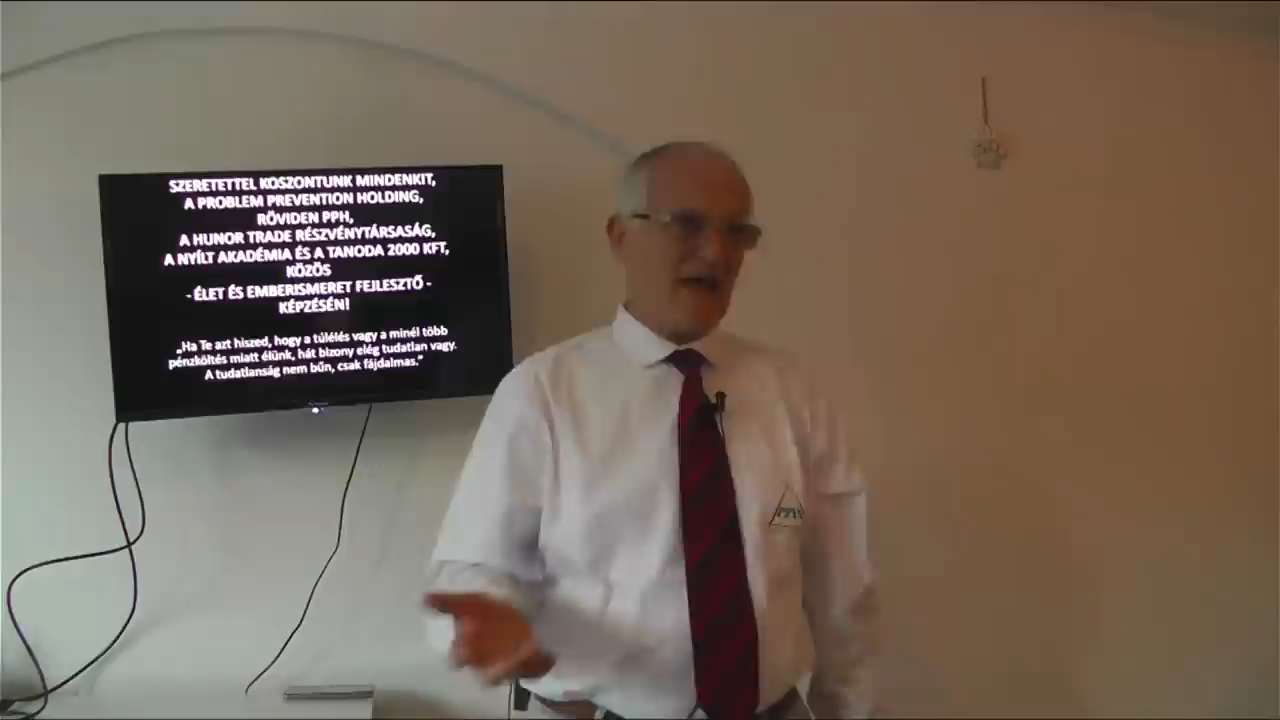 SZERETETTEL KÖSZÖNTUNK MINDENKIT,
A PROBLEM PREVENTION HOLDING,
RÖVIDEN PPH,
A HUNOR TRADE RÉSZVÉNYTÁRSASÁG,
A NYÍLT AKADÉMIA ÉS A TANODA 2000 KFT,
KÖZÖS
- ÉLET ÉS EMBERISMERET FEJLESZTŐ -
KÉPZÉSÉN!
„Ha Te azt hiszed, hogy a túlélés vagy a minél több
pénzköltés miatt élünk, hát bizony elég tudatlan vagy.
A tudatlanság nem bűn, csak fájdalmas.”
PPH